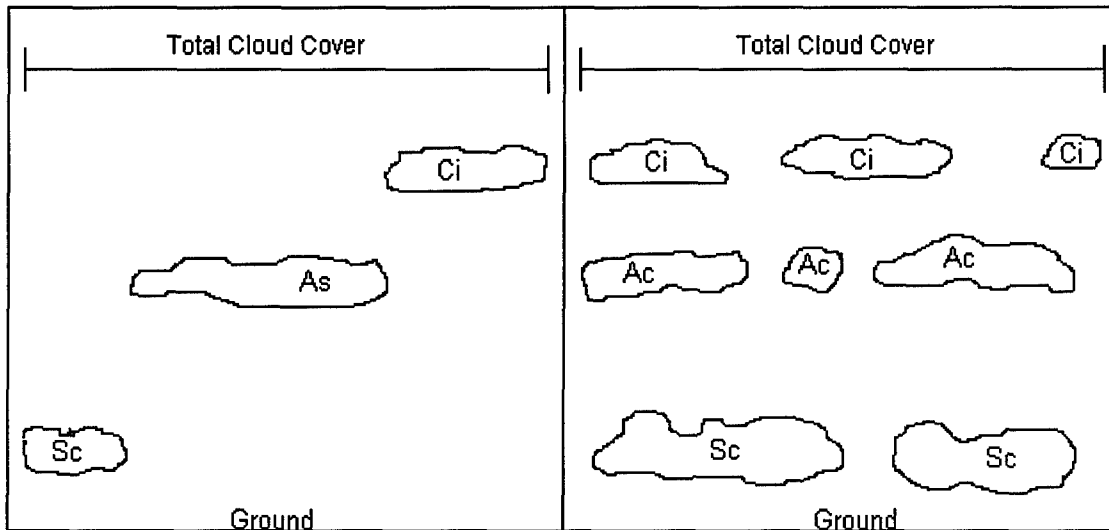 Total Cloud Cover
Ci
As
Sc
Ground
Total Cloud Cover
Ci Ci Ci
Ac Ac Ac
Sc Sc
Ground